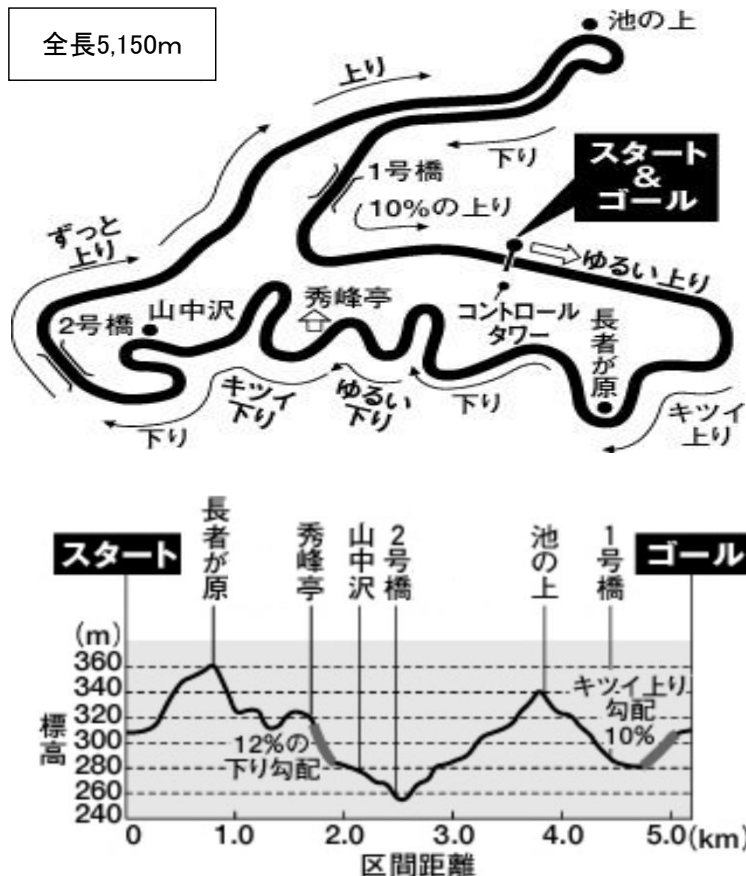 全長5,150m
池の上
上り
下り
スタート
&
ゴール
1号橋
10%の上り
ずっと
上り
ゆるい上り
コントロール
タワー
長者が原
山中沢
秀峰亭
2号橋
キツイ
下り
ゆるい
下り
下り
下り
キツイ
上り
スタート
長者が原
秀峰亭
山中沢
2号橋
池の上
1号橋
ゴール
(m)
360
340
320
300
280
260
240
標高
12%の
下り勾配
キツイ上り
勾配
10%
0 1.0 2.0 3.0 4.0 5.0(km)
区間距離